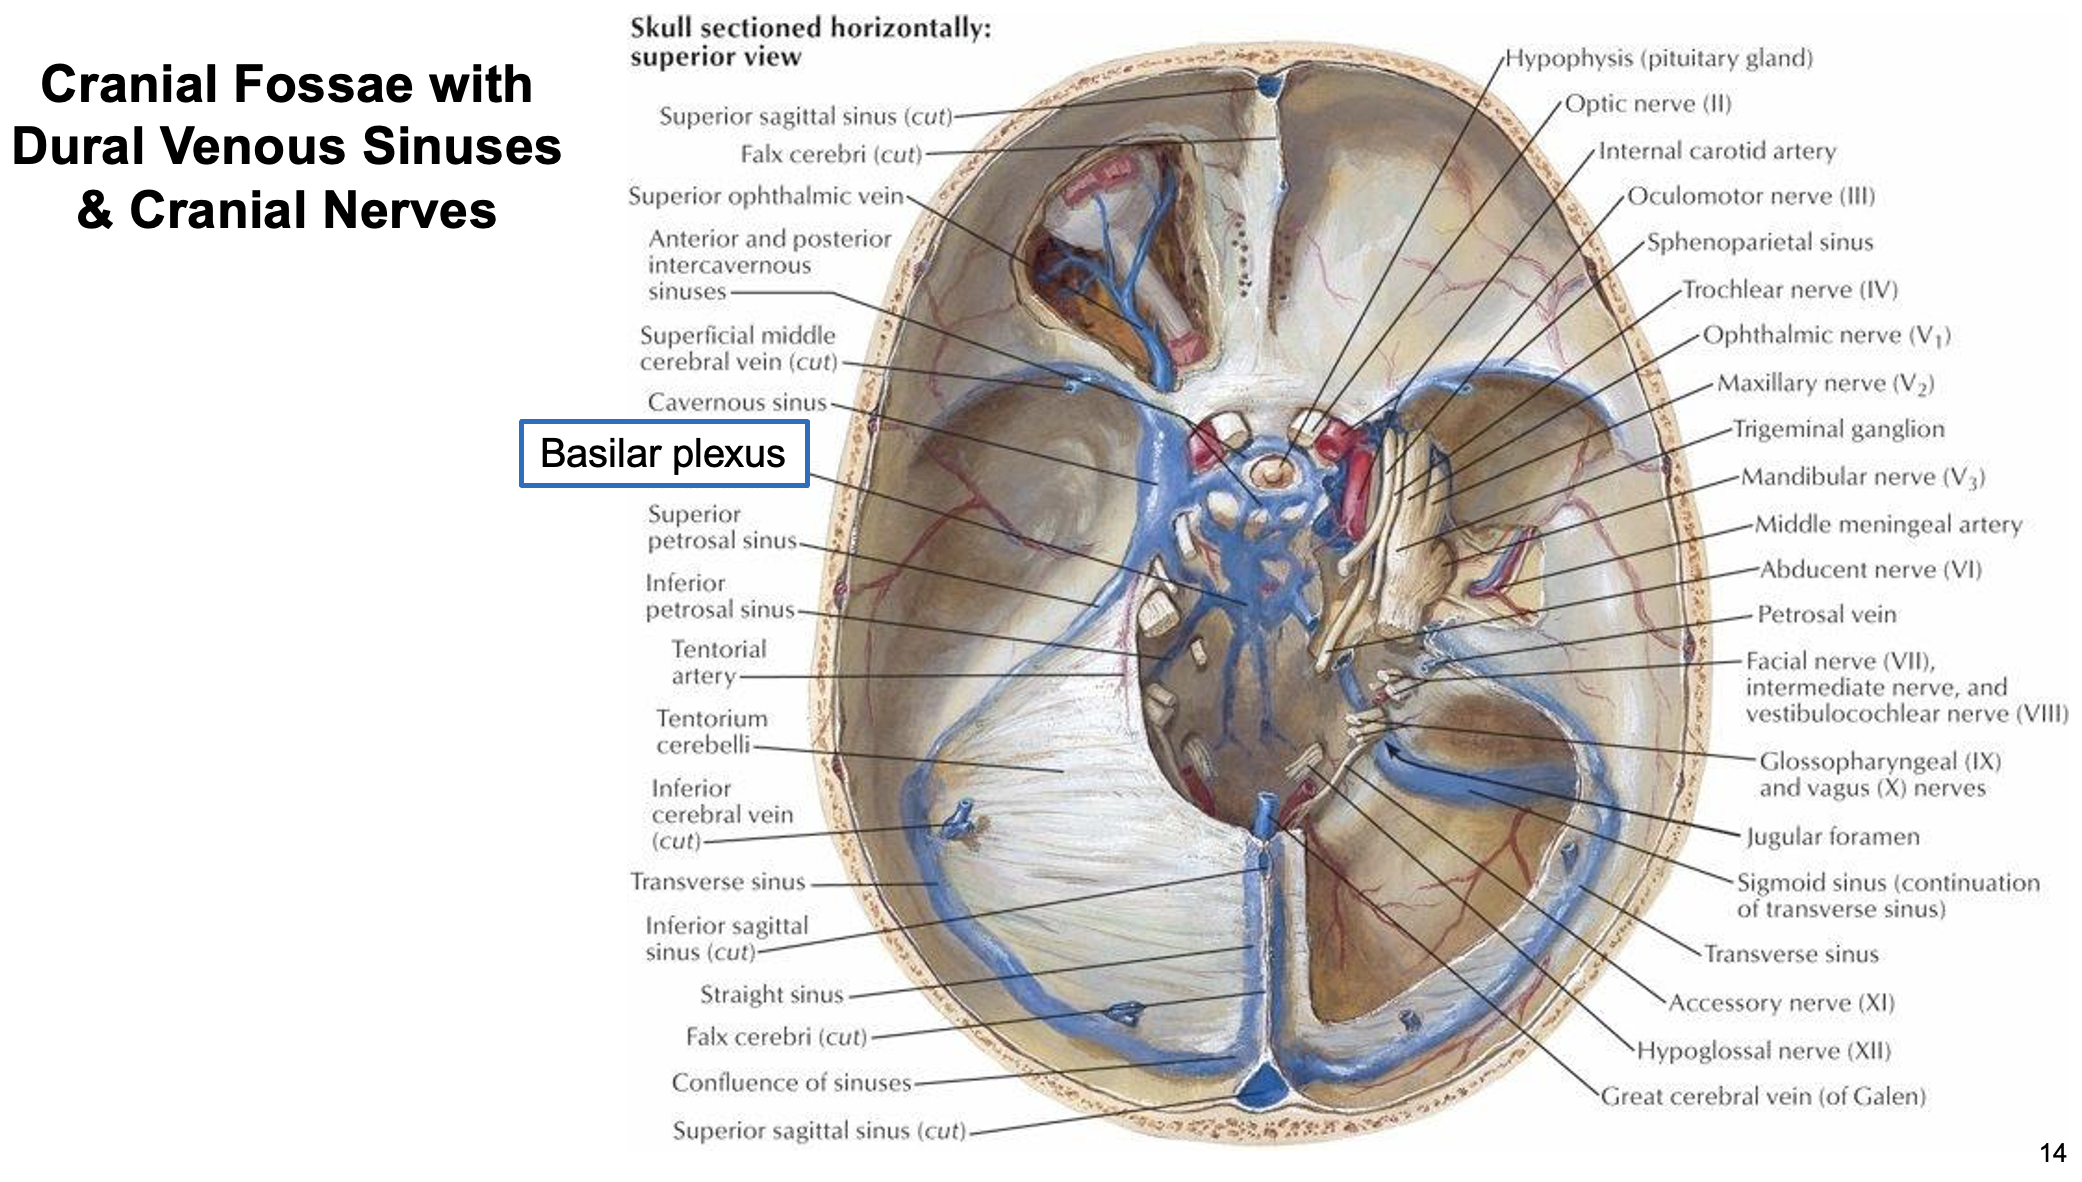 Cranial Fossae with
Dural Venous Sinuses
& Cranial Nerves
Skull sectioned horizontally:
superior view
Superior sagittal sinus (cut)
Falx cerebri (cut)
Superior ophthalmic vein
Anterior and posterior
intercavernous
sinuses
Superficial middle
cerebral vein (cut)
Cavernous sinus
Basilar plexus
Superior
petrosal sinus
Inferior
petrosal sinus
Tentorial
artery
Tentorium
cerebelli
Inferior
cerebral vein
(cut)
Transverse sinus
Inferior sagittal
sinus (cut)
Straight sinus
Falx cerebri (cut)
Confluence of sinuses
Superior sagittal sinus (cut)
Hypophysis (pituitary gland)
Optic nerve (II)
Internal carotid artery
Oculomotor nerve (III)
Sphenoparietal sinus
Trochlear nerve (IV)
Ophthalmic nerve (V₁)
Maxillary nerve (V₂)
Trigeminal ganglion
Mandibular nerve (V₃)
Middle meningeal artery
Abducent nerve (VI)
Petrosal vein
Facial nerve (VII),
intermediate nerve, and
vestibulocochlear nerve (VIII)
Glossopharyngeal (IX)
and vagus (X) nerves
Jugular foramen
Sigmoid sinus (continuation
of transverse sinus)
Transverse sinus
Accessory nerve (XI)
Hypoglossal nerve (XII)
Great cerebral vein (of Galen)
14